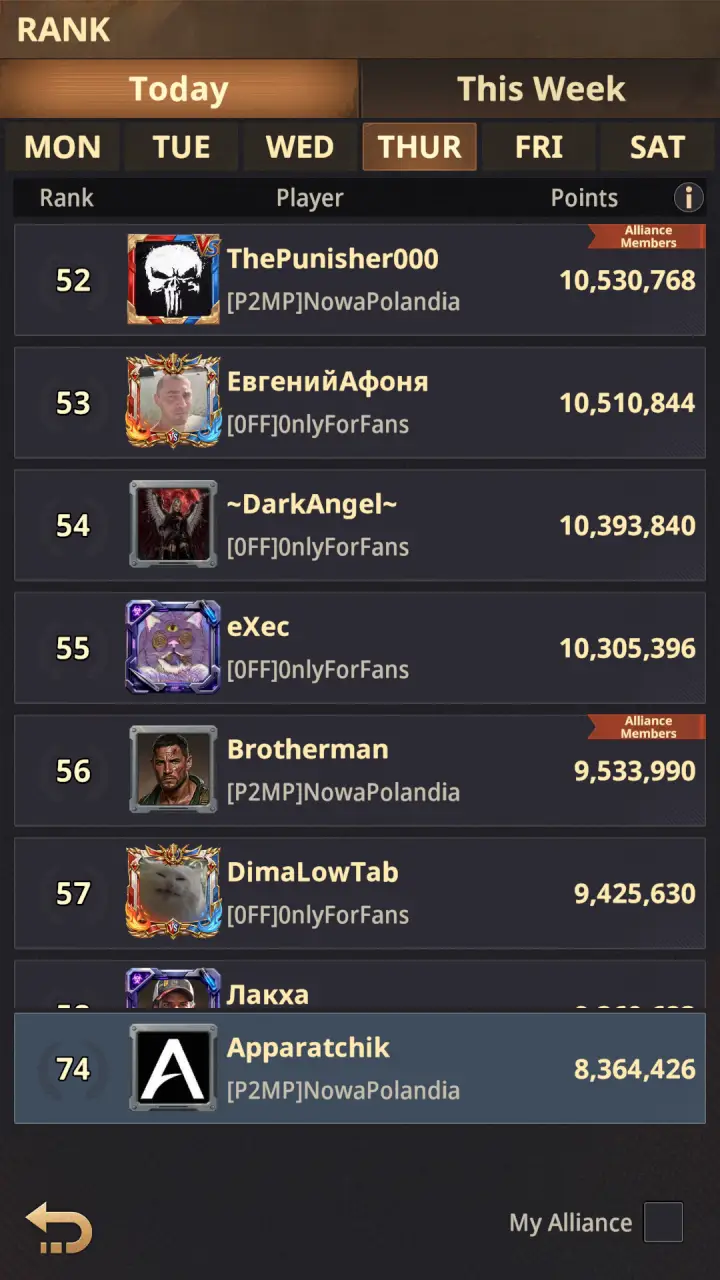 RANK
Today
This Week
MON TUE WED THUR FRI SAT
Rank Player Points
Alliance
Members
52 ThePunisher000 10,530,768
[P2MP]NowaPolandia
53 ЕвгенийАфоня 10,510,844
[0FF]0nlyForFans
54 ~DarkAngel~ 10,393,840
[0FF]0nlyForFans
55 eXec 10,305,396
[0FF]0nlyForFans
Alliance
Members
56 Brotherman 9,533,990
[P2MP]NowaPolandia
57 DimaLowTab 9,425,630
[0FF]0nlyForFans
Лакха
74 Apparatchik 8,364,426
[P2MP]NowaPolandia
My Alliance